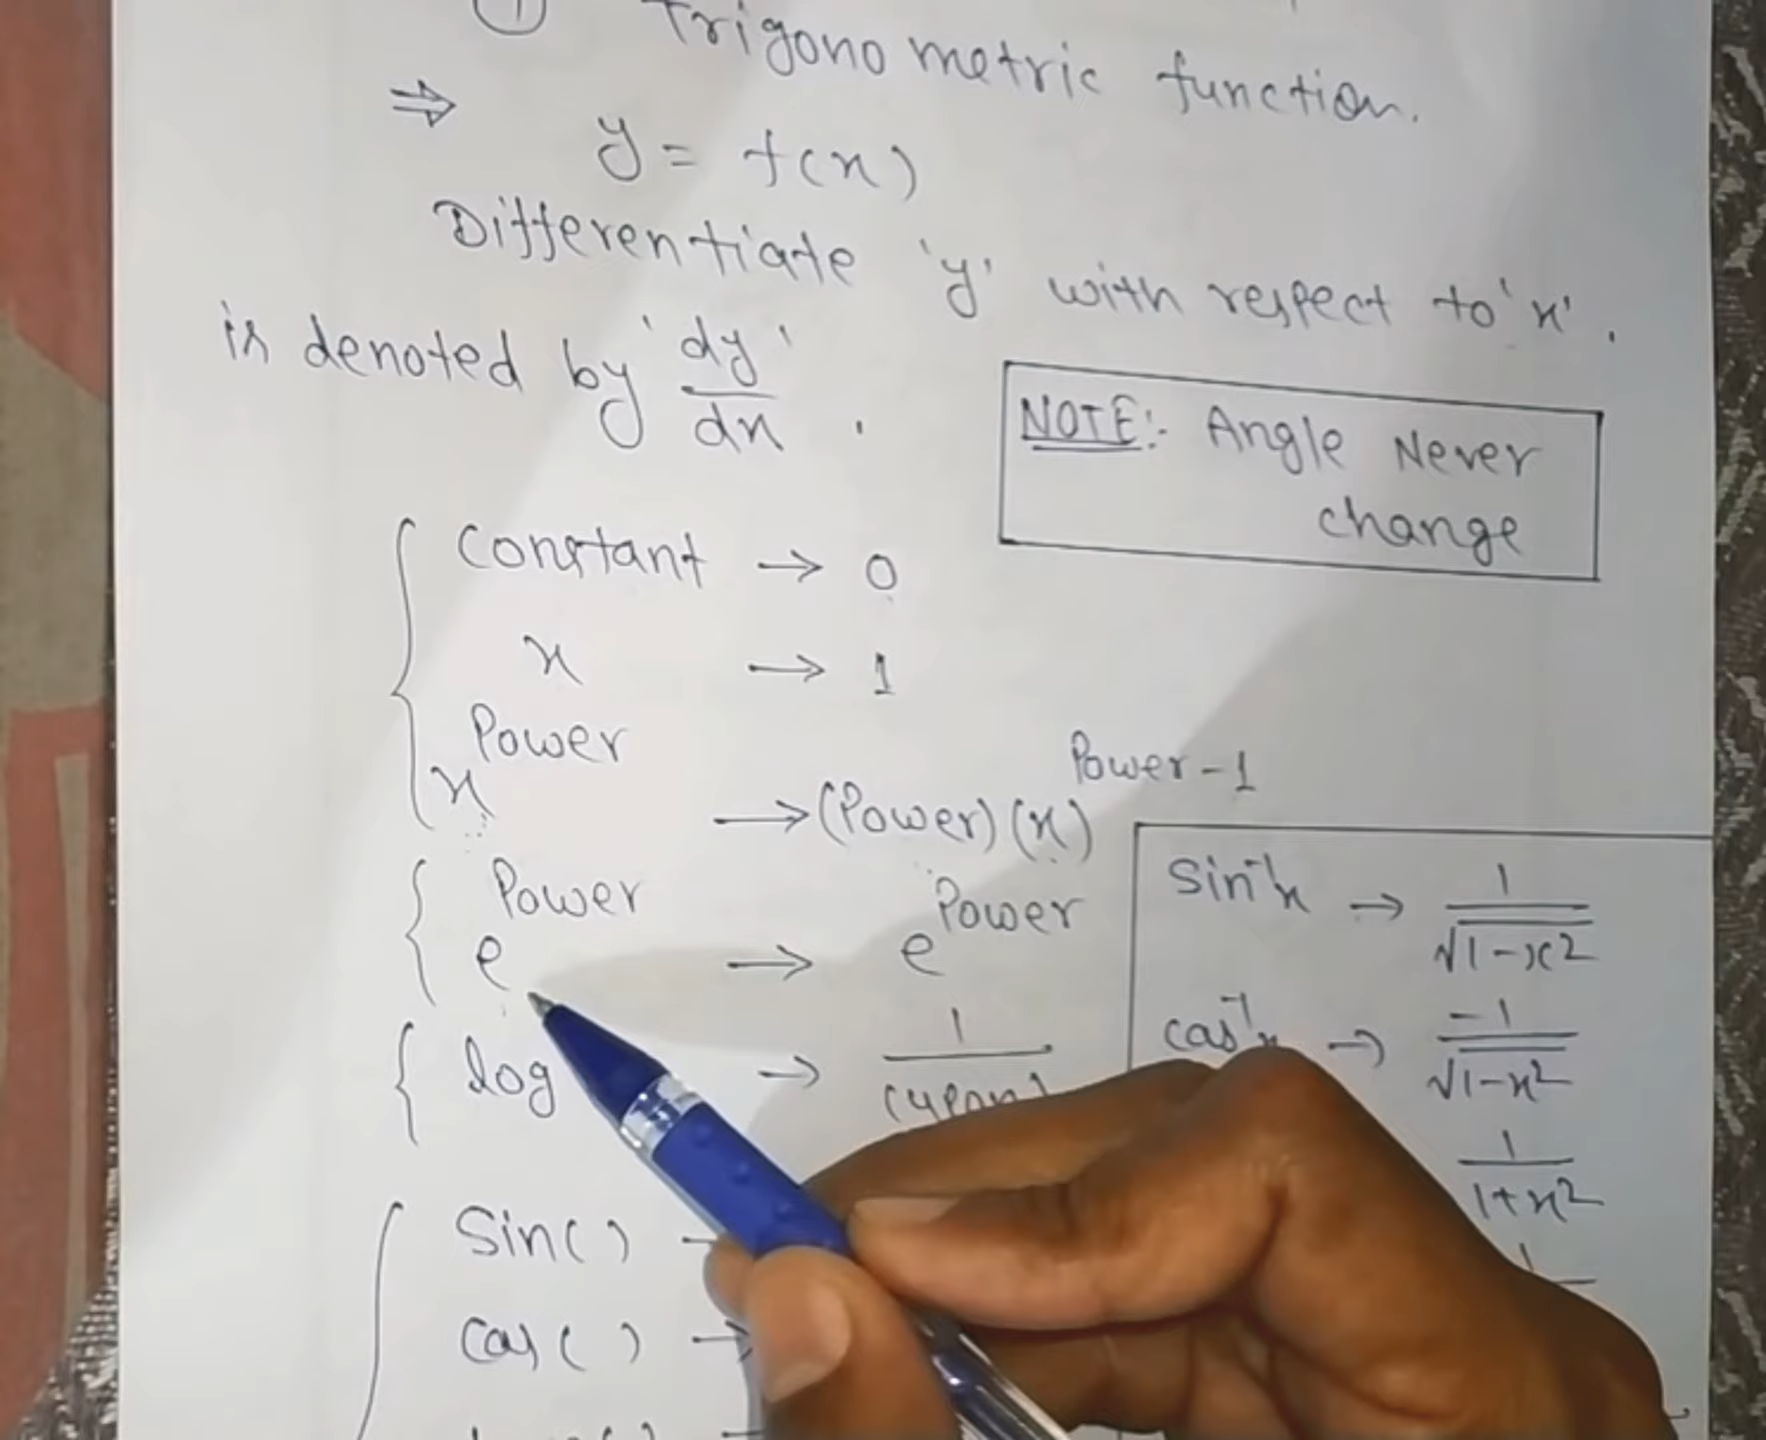 ① Trigonometric function.
⇒ y = f(x)
Differentiate 'y' with respect to 'x'.
is denoted by 'dy/dx'.
NOTE:- Angle Never
change
constant → 0
x → 1
x^Power → (Power)(x)^Power-1
e^Power → e^Power
log → 1/
Sin()
cos()
sin⁻¹x → 1/√1-x²
cos⁻¹x → -1/√1-x²
1/1+x²